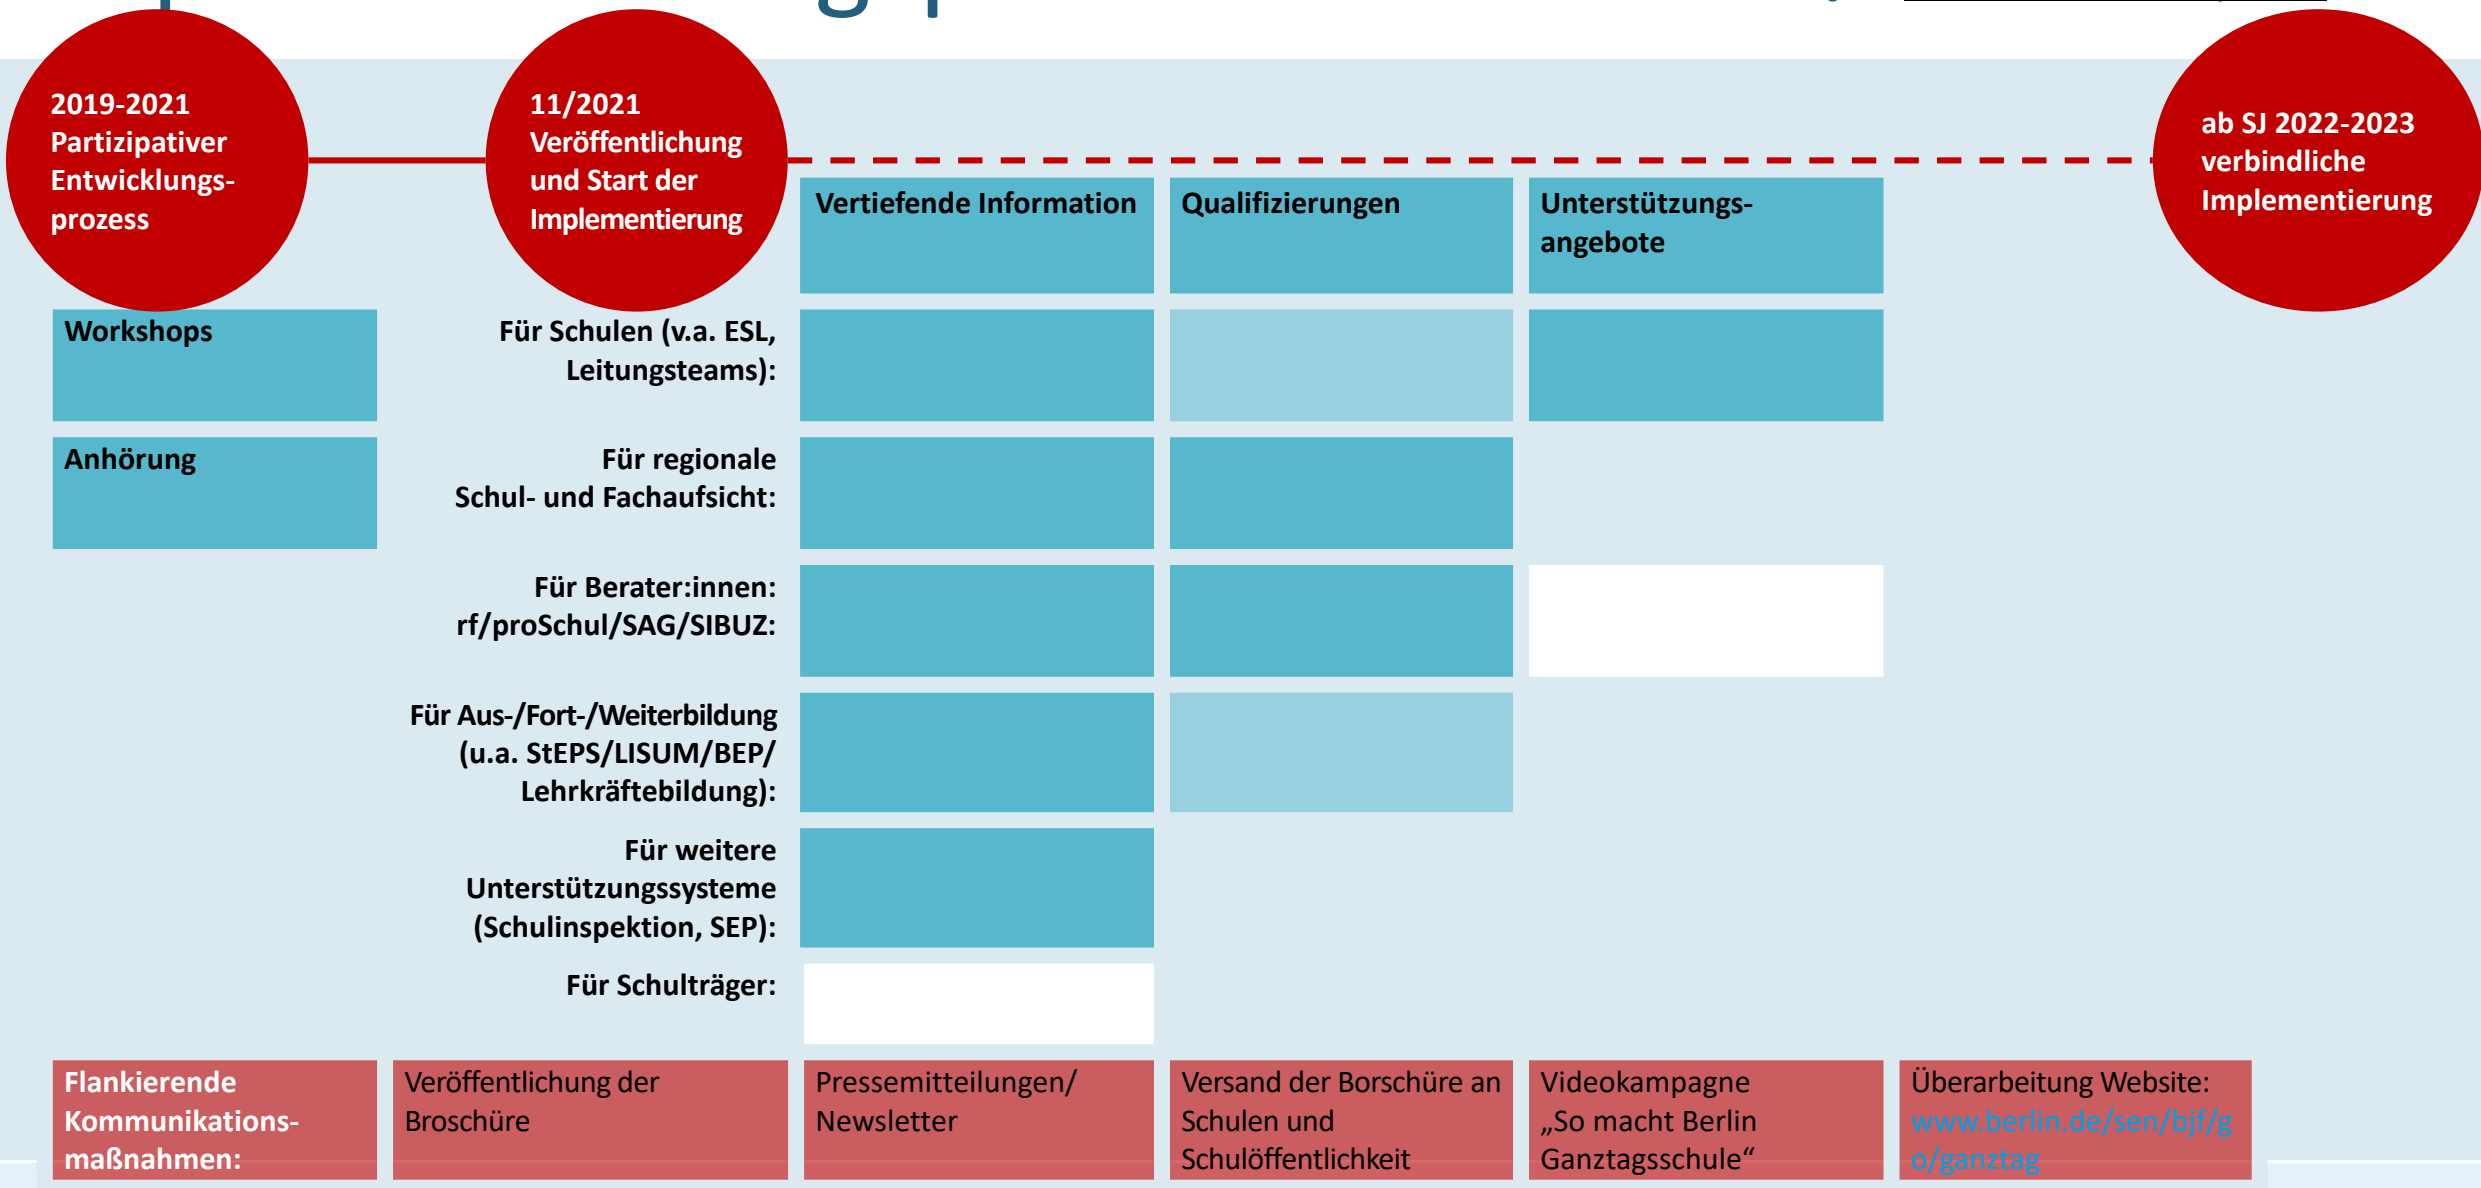 2019-2021
Partizipativer
Entwicklungs-
prozess
11/2021
Veröffentlichung
und Start der
Implementierung
ab SJ 2022-2023
verbindliche
Implementierung
Vertiefende Information
Qualifizierungen
Unterstützungs-
angebote
Workshops
Für Schulen (v.a. ESL,
Leitungsteams):
Anhörung
Für regionale
Schul- und Fachaufsicht:
Für Berater:innen:
rf/proSchul/SAG/SIBUZ:
Für Aus-/Fort-/Weiterbildung
(u.a. StEPS/LISUM/BEP/
Lehrkräftebildung):
Für weitere
Unterstützungssysteme
(Schulinspektion, SEP):
Für Schulträger:
Flankierende
Kommunikations-
maßnahmen:
Veröffentlichung der
Broschüre
Pressemitteilungen/
Newsletter
Versand der Borschüre an
Schulen und
Schulöffentlichkeit
Videokampagne
„So macht Berlin
Ganztagsschule“
Überarbeitung Website:
www.berlin.de/sen/bjf/g
o/ganztag